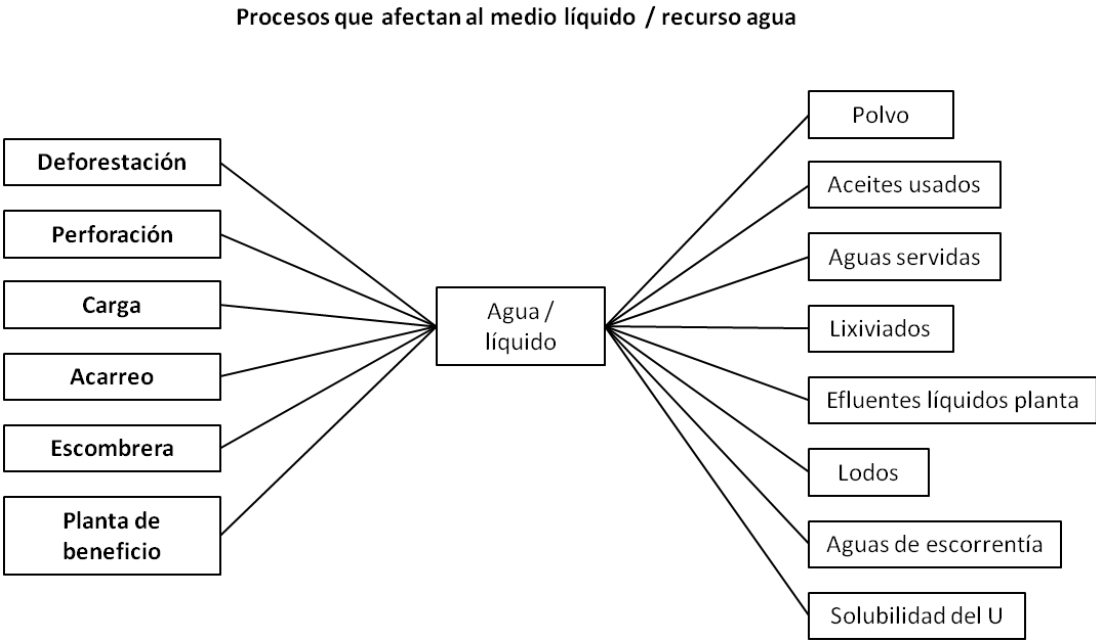 Procesos que afectan al medio líquido / recurso agua
Deforestación
Perforación
Carga
Acarreo
Escombrera
Planta de
beneficio
Agua /
líquido
Polvo
Aceites usados
Aguas servidas
Lixiviados
Efluentes líquidos planta
Lodos
Aguas de escorrentía
Solubilidad del U